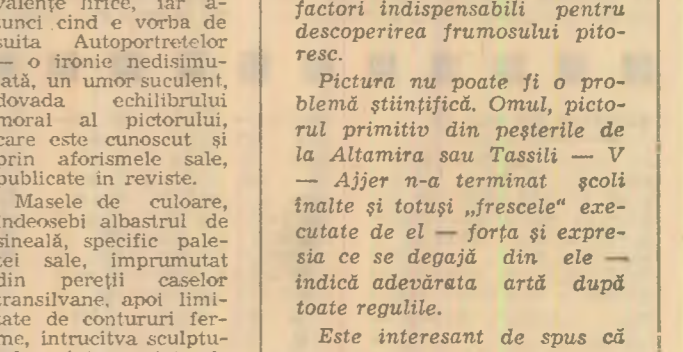 valențe lirice, iar a-
tunci cind e vorba de
suita Autoportretelor
— o ironie nedisimu-
lată, un umor suculent,
dovada echilibrului
moral al pictorului,
care este cunoscut și
prin aforismele sale,
publicate in reviste.
Masele de culoare,
îndeosebi albastrul de
sineală, specific pale-
tei sale, imprumutat
din pereții caselor
transilvane, apoi limi-
tate de contururi fer-
me, intrucitva sculptu-
factori indispensabili pentru
descoperirea frumosului pito-
resc.
Pictura nu poate fi o pro-
blemă științifică. Omul, picto-
rul primitiv din peșterile de
la Altamira sau Tassili — V
— Ajjer n-a terminat școli
înalte și totuși „frescele“ exe-
cutate de el — forța și expre-
sia ce se degajă din ele —
indică adevărata artă după
toate regulile.
Este interesant de spus că